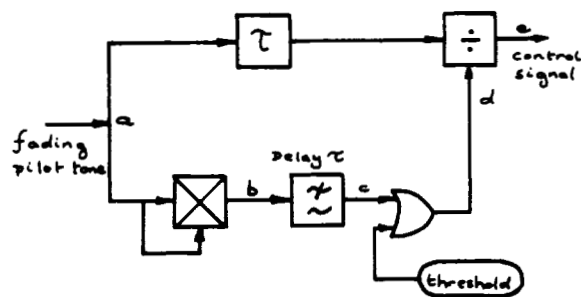 τ
÷
e
control
signal
d
a
fading
pilot tone
Delay τ
b
c
threshold